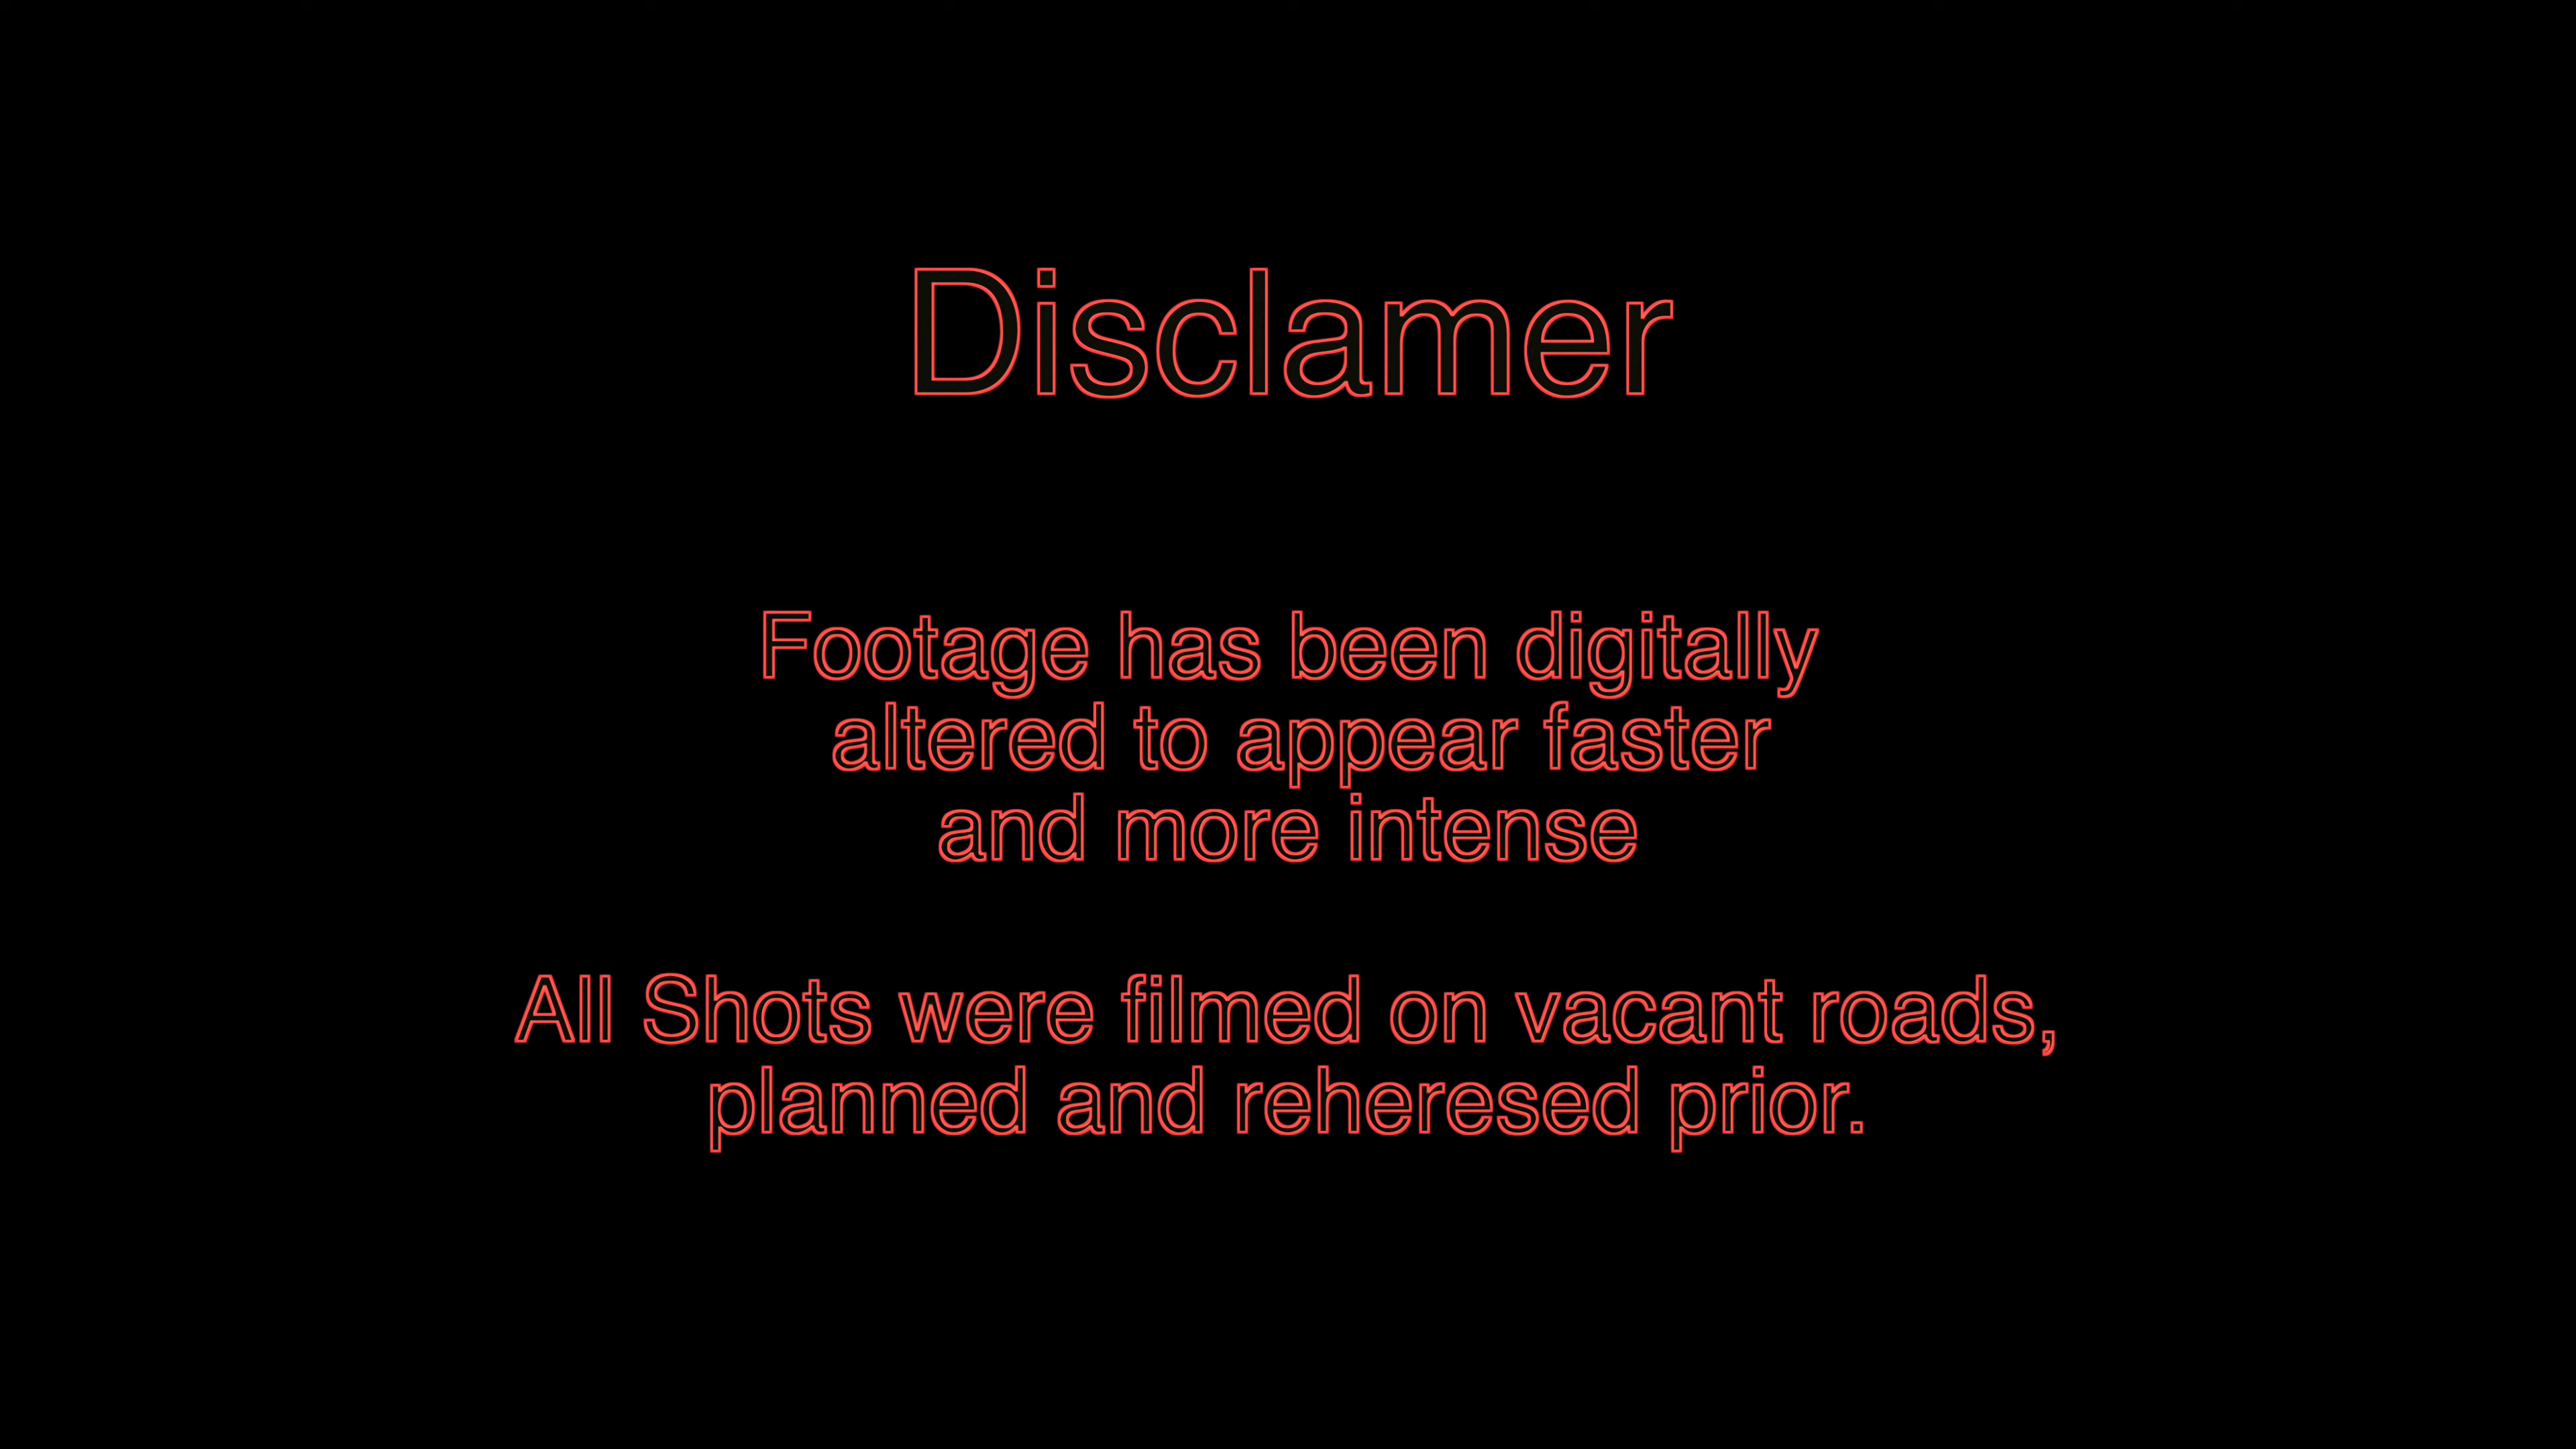 Disclamer
Footage has been digitally
altered to appear faster
and more intense
All Shots were filmed on vacant roads,
planned and reheresed prior.